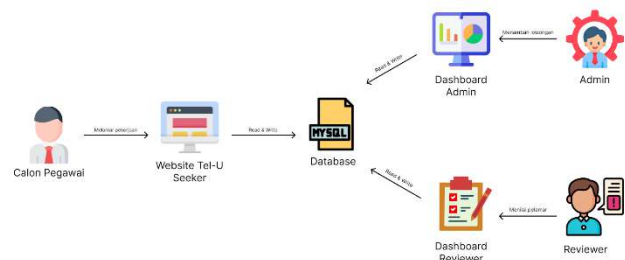 Menambah lowongan
Read & Write
Dashboard
Admin
Admin
Melamar pekerjaan
Read & Write
MYSQL
Calon Pegawai
Website Tel-U
Seeker
Database
Read & Write
Menilai pelamar
Dashboard
Reviewer
Reviewer